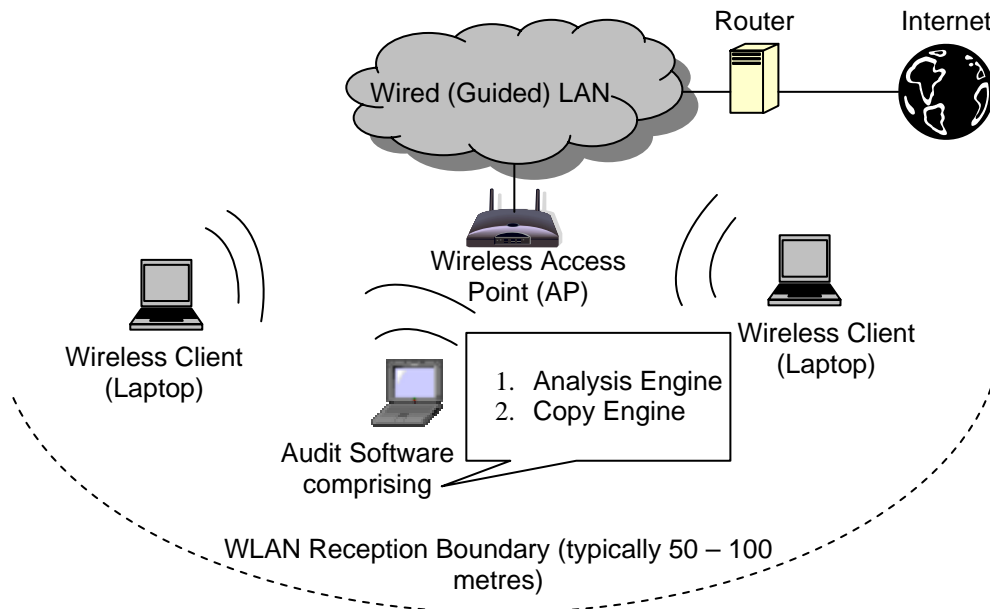 Router
Internet
Wired (Guided) LAN
Wireless Access
Point (AP)
Wireless Client
(Laptop)
Wireless Client
(Laptop)
1. Analysis Engine
2. Copy Engine
Audit Software
comprising
WLAN Reception Boundary (typically 50 – 100
metres)